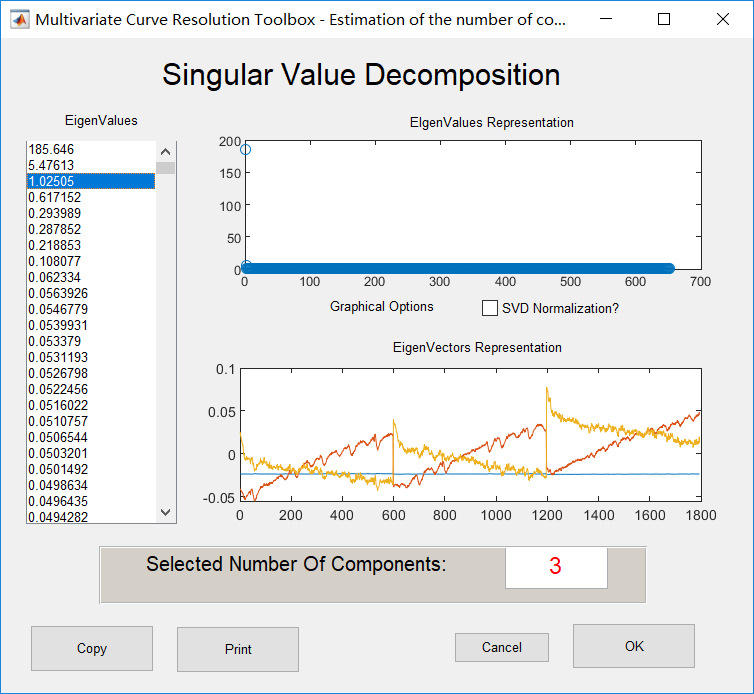 Multivariate Curve Resolution Toolbox - Estimation of the number of co...
Singular Value Decomposition
EigenValues
185.646
5.47613
1.02505
0.617152
0.293989
0.287852
0.218853
0.108077
0.062334
0.0563926
0.0546779
0.0539931
0.053379
0.0531193
0.0526798
0.0522456
0.0516022
0.0510757
0.0506544
0.0503201
0.0501492
0.0498634
0.0496435
0.0494282
EIgenValues Representation
200
150
100
50
0
0 100 200 300 400 500 600 700
Graphical Options
SVD Normalization?
EigenVectors Representation
0.1
0.05
0
-0.05
0 200 400 600 800 1000 1200 1400 1600 1800
Selected Number Of Components:
3
Copy
Print
Cancel
OK